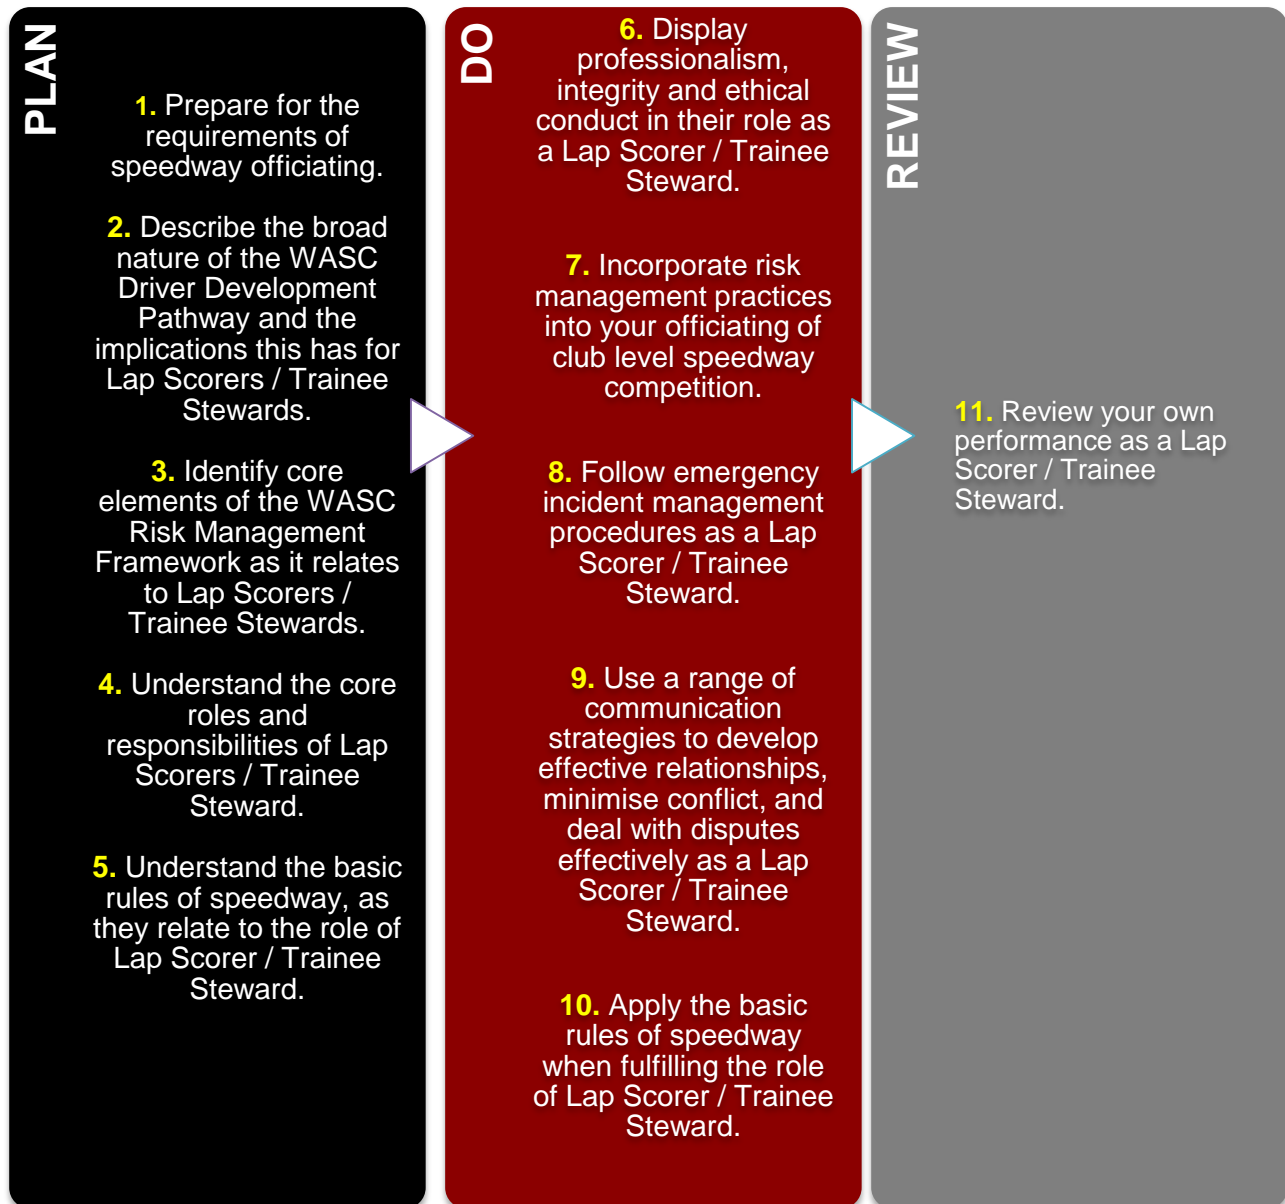 PLAN
1. Prepare for the
requirements of
speedway officiating.
2. Describe the broad
nature of the WASC
Driver Development
Pathway and the
implications this has for
Lap Scorers / Trainee
Stewards.
3. Identify core
elements of the WASC
Risk Management
Framework as it relates
to Lap Scorers /
Trainee Stewards.
4. Understand the core
roles and
responsibilities of Lap
Scorers / Trainee
Steward.
5. Understand the basic
rules of speedway, as
they relate to the role of
Lap Scorer / Trainee
Steward.
DO
6. Display
professionalism,
integrity and ethical
conduct in their role as
a Lap Scorer / Trainee
Steward.
7. Incorporate risk
management practices
into your officiating of
club level speedway
competition.
8. Follow emergency
incident management
procedures as a Lap
Scorer / Trainee
Steward.
9. Use a range of
communication
strategies to develop
effective relationships,
minimise conflict, and
deal with disputes
effectively as a Lap
Scorer / Trainee
Steward.
10. Apply the basic
rules of speedway
when fulfilling the role
of Lap Scorer / Trainee
Steward.
REVIEW
11. Review your own
performance as a Lap
Scorer / Trainee
Steward.